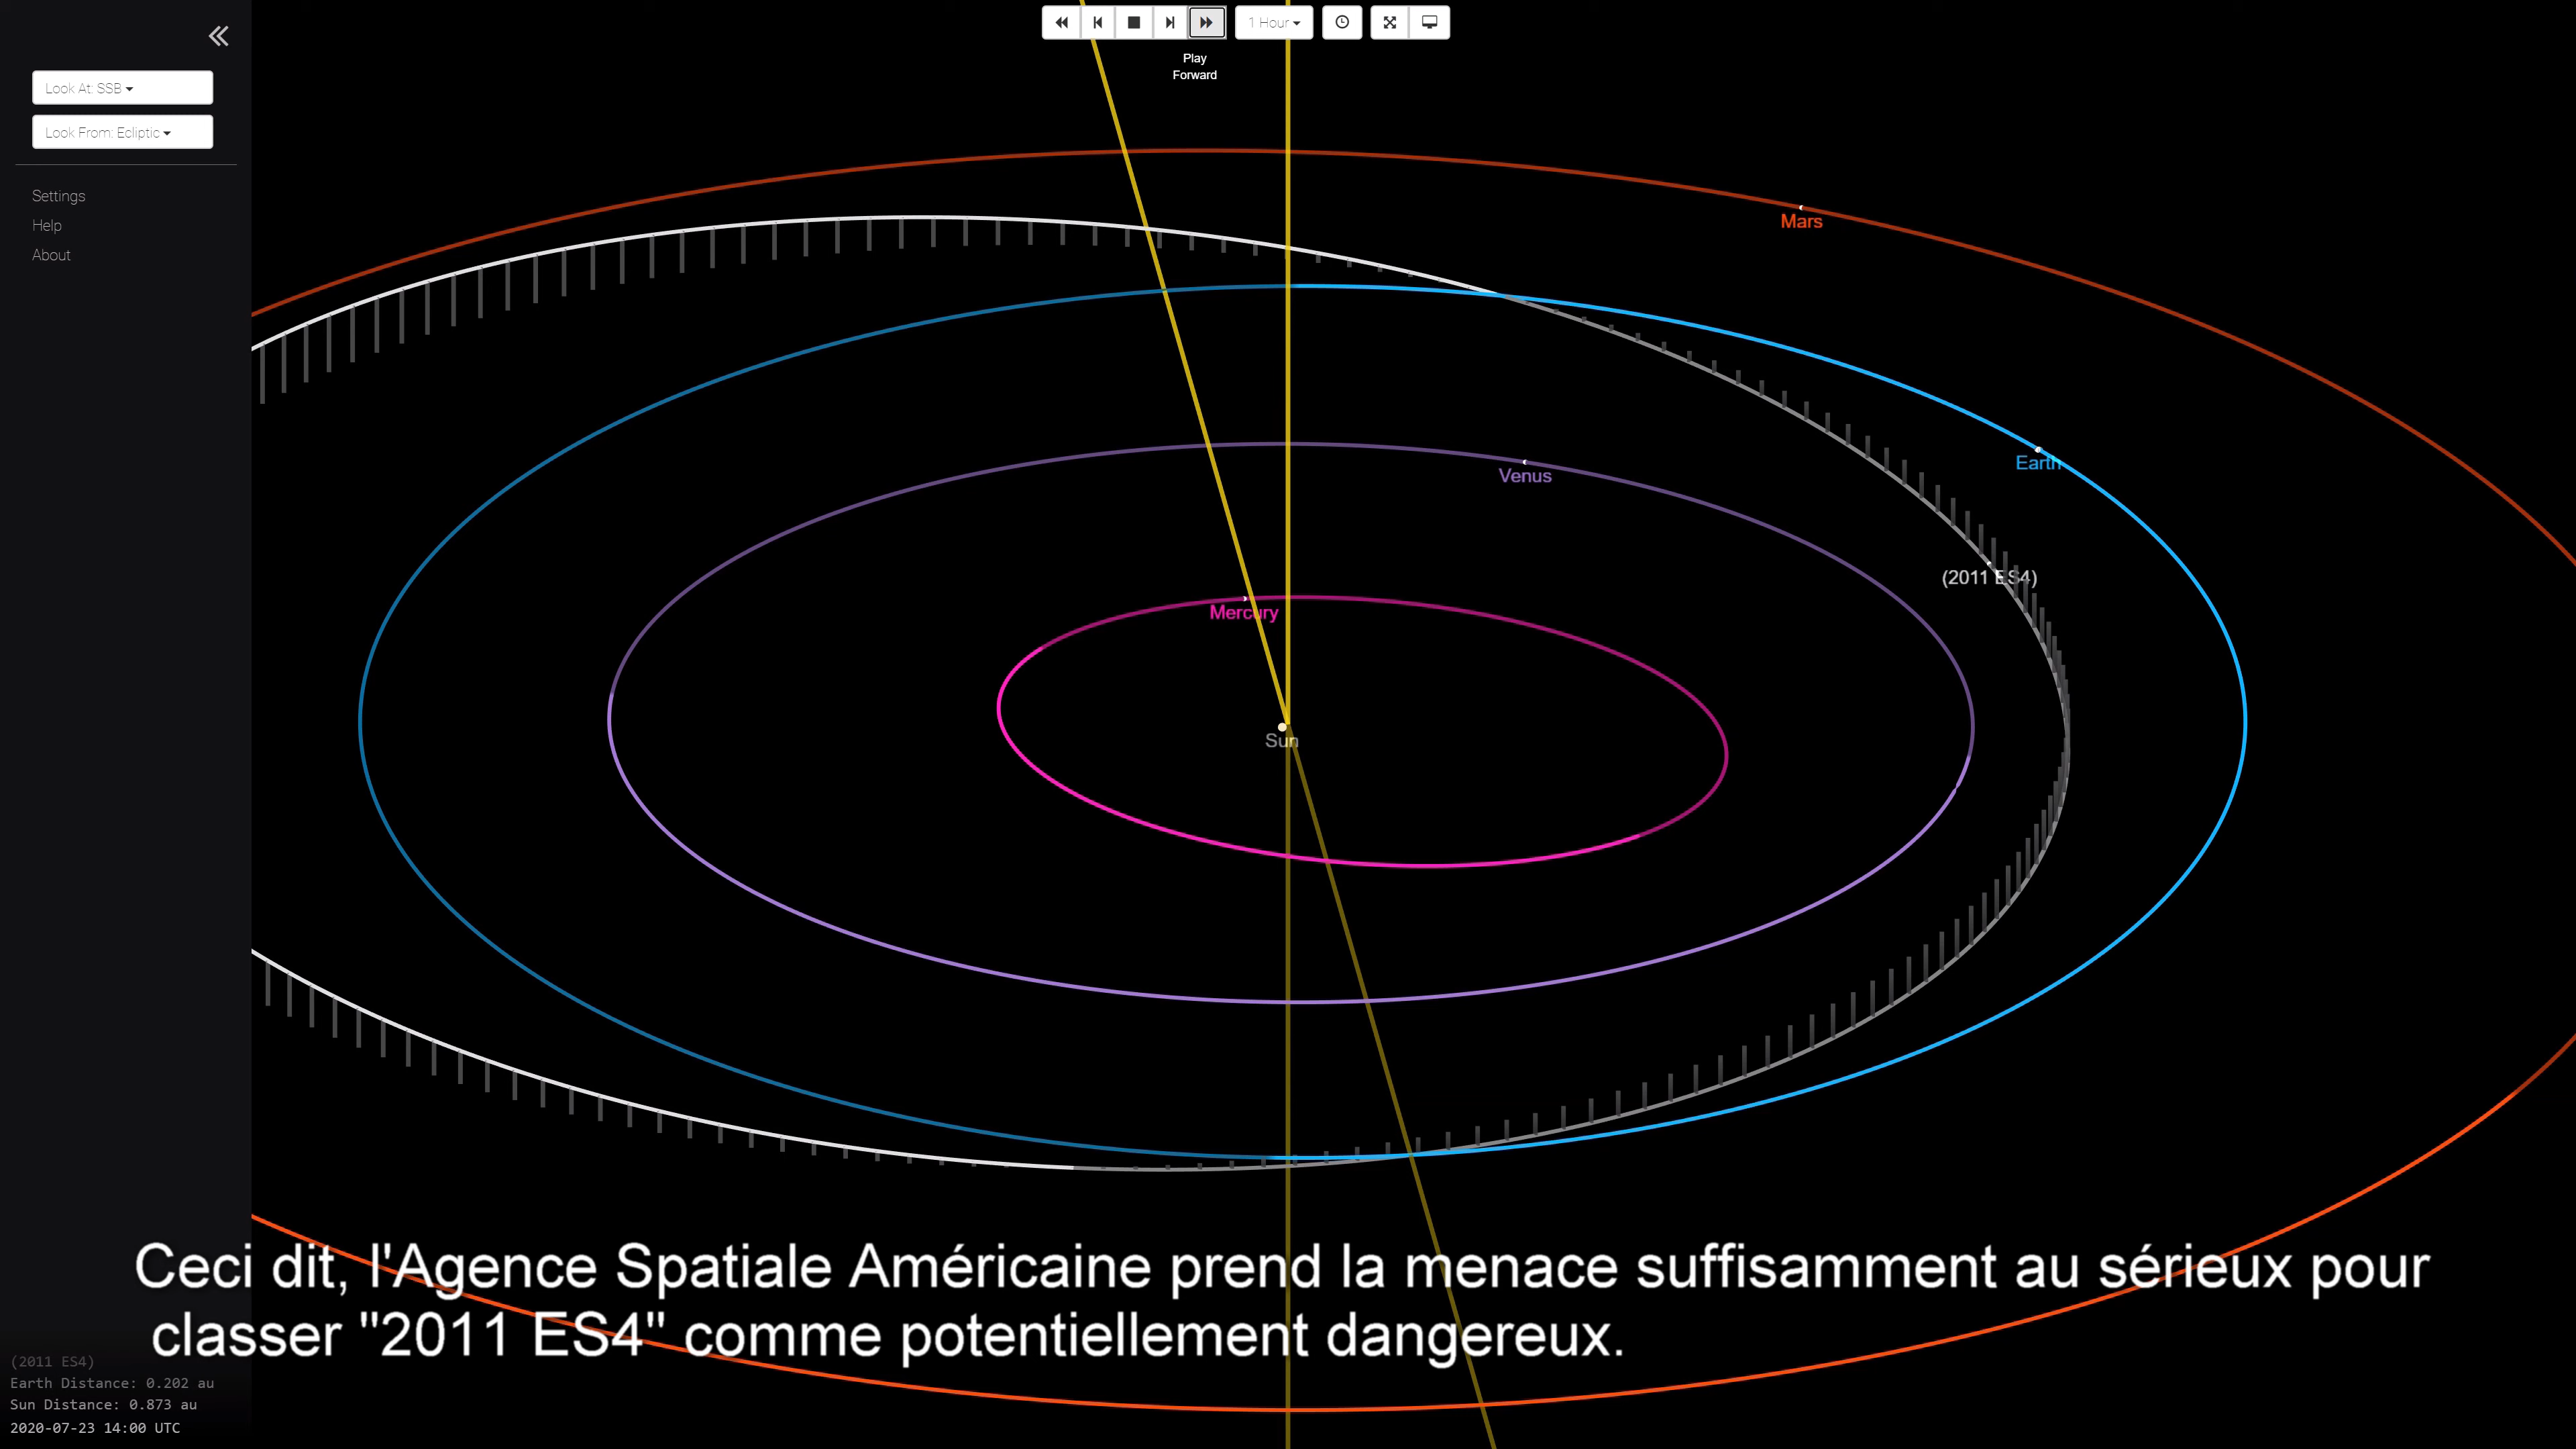 1 Hour
Play
Forward
Look At: SSB
Look From: Ecliptic
Settings
Help
About
Mars
Venus
Earth
(2011 ES4)
Mercury
Sun
Ceci dit, l'Agence Spatiale Américaine prend la menace suffisamment au sérieux pour
classer "2011 ES4" comme potentiellement dangereux.
(2011 ES4)
Earth Distance: 0.202 au
Sun Distance: 0.873 au
2020-07-23 14:00 UTC